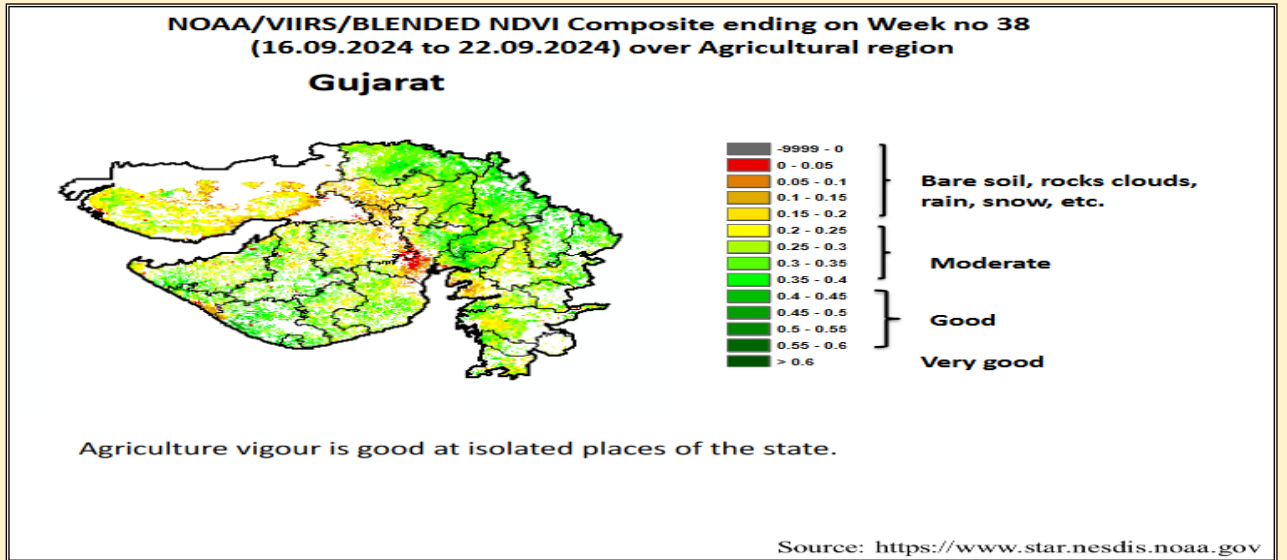 NOAA/VIIRS/BLENDED NDVI Composite ending on Week no 38
(16.09.2024 to 22.09.2024) over Agricultural region
Gujarat
-9999 - 0
0 - 0.05
0.05 - 0.1
0.1 - 0.15
0.15 - 0.2
0.2 - 0.25
0.25 - 0.3
0.3 - 0.35
0.35 - 0.4
0.4 - 0.45
0.45 - 0.5
0.5 - 0.55
0.55 - 0.6
> 0.6
Bare soil, rocks clouds,
rain, snow, etc.
Moderate
Good
Very good
Agriculture vigour is good at isolated places of the state.
Source: https://www.star.nesdis.noaa.gov